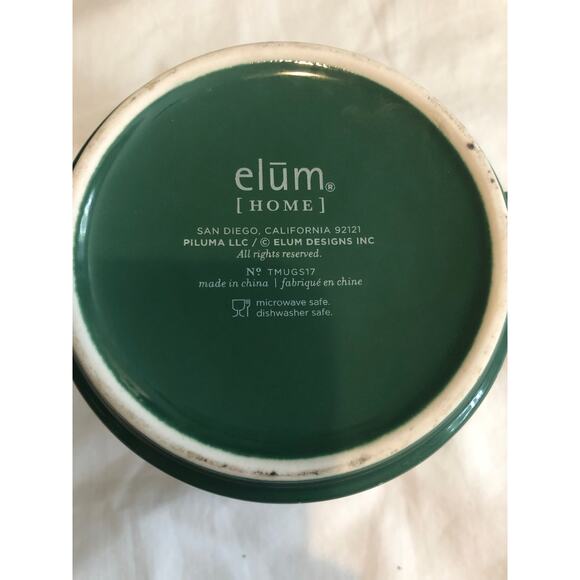 elūm®
[HOME]
SAN DIEGO, CALIFORNIA 92121
PILUMA LLC / © ELUM DESIGNS INC
All rights reserved.
Nº TMUGS17
made in china | fabriqué en chine
microwave safe.
dishwasher safe.